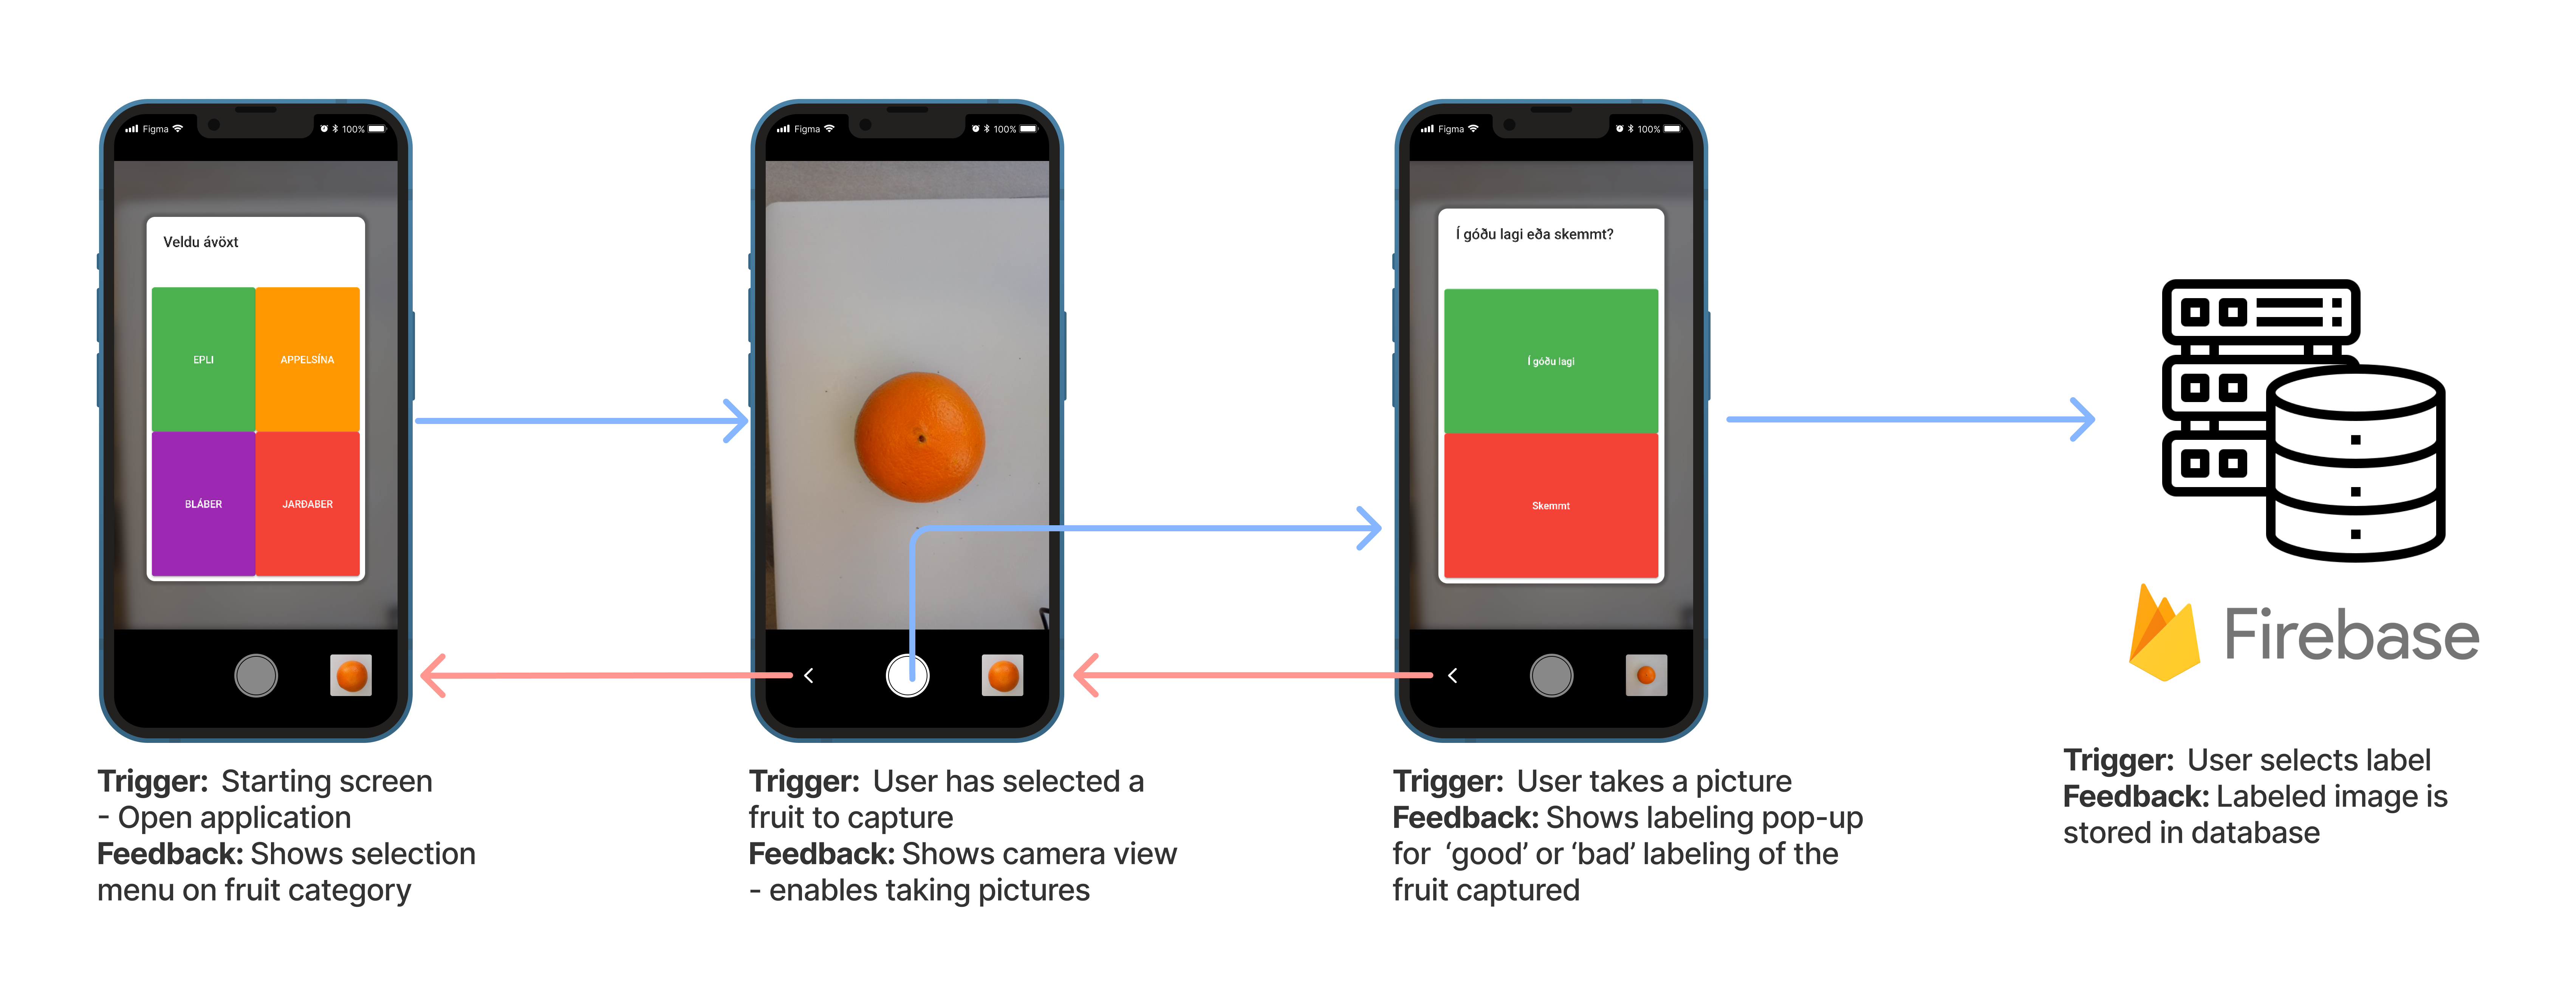 Figma 100%
Veldu ávöxt
EPLI
APPELSÍNA
BLÁBER
JARÐABER
Trigger: Starting screen
- Open application
Feedback: Shows selection
menu on fruit category
Figma 100%
Trigger: User has selected a
fruit to capture
Feedback: Shows camera view
- enables taking pictures
Figma 100%
Í góðu lagi eða skemmt?
Í góðu lagi
Skemmt
Trigger: User takes a picture
Feedback: Shows labeling pop-up
for ‘good’ or ‘bad’ labeling of the
fruit captured
Firebase
Trigger: User selects label
Feedback: Labeled image is
stored in database